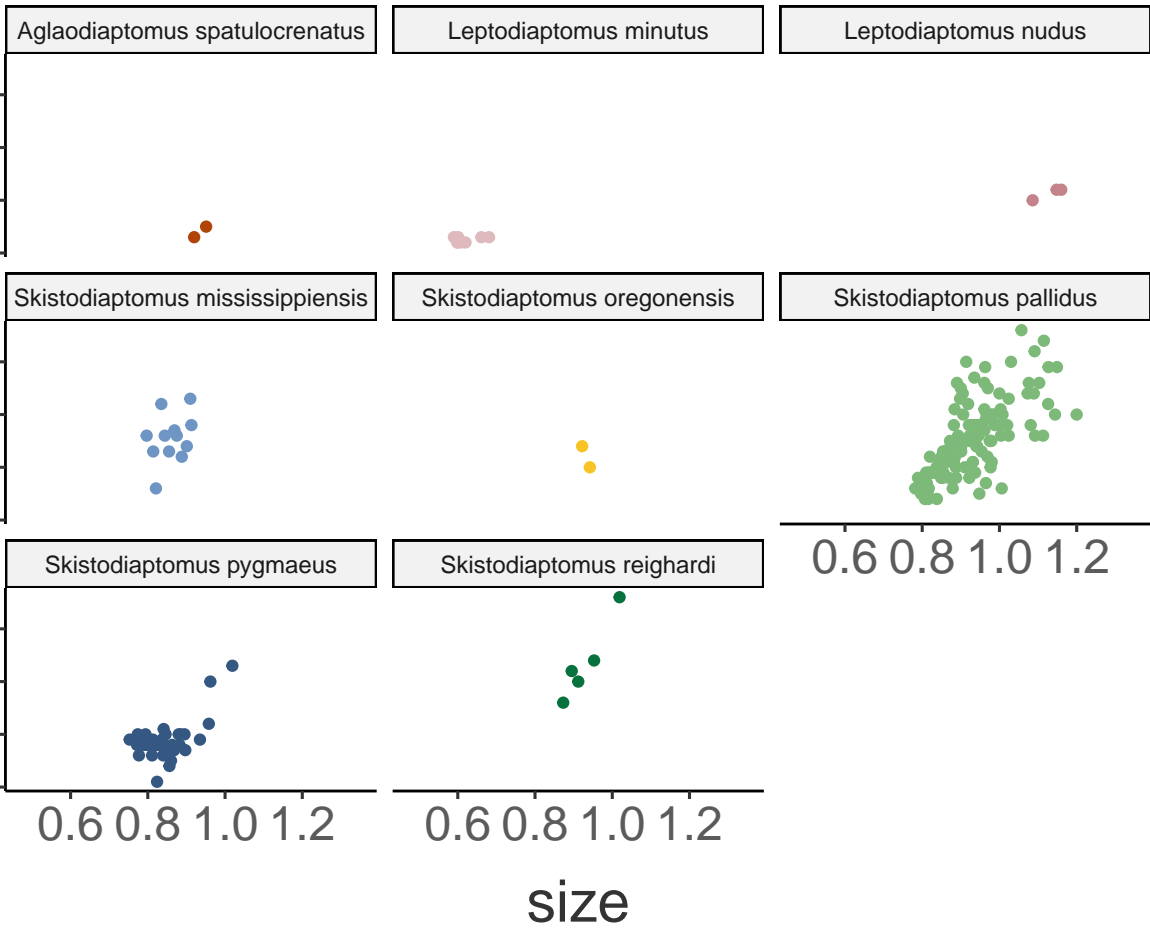 Aglaodiaptomus spatulocrenatus
Leptodiaptomus minutus
Leptodiaptomus nudus
Skistodiaptomus mississippiensis
Skistodiaptomus oregonensis
Skistodiaptomus pallidus
0.6 0.8 1.0 1.2
Skistodiaptomus pygmaeus
Skistodiaptomus reighardi
0.6 0.8 1.0 1.2
0.6 0.8 1.0 1.2
size